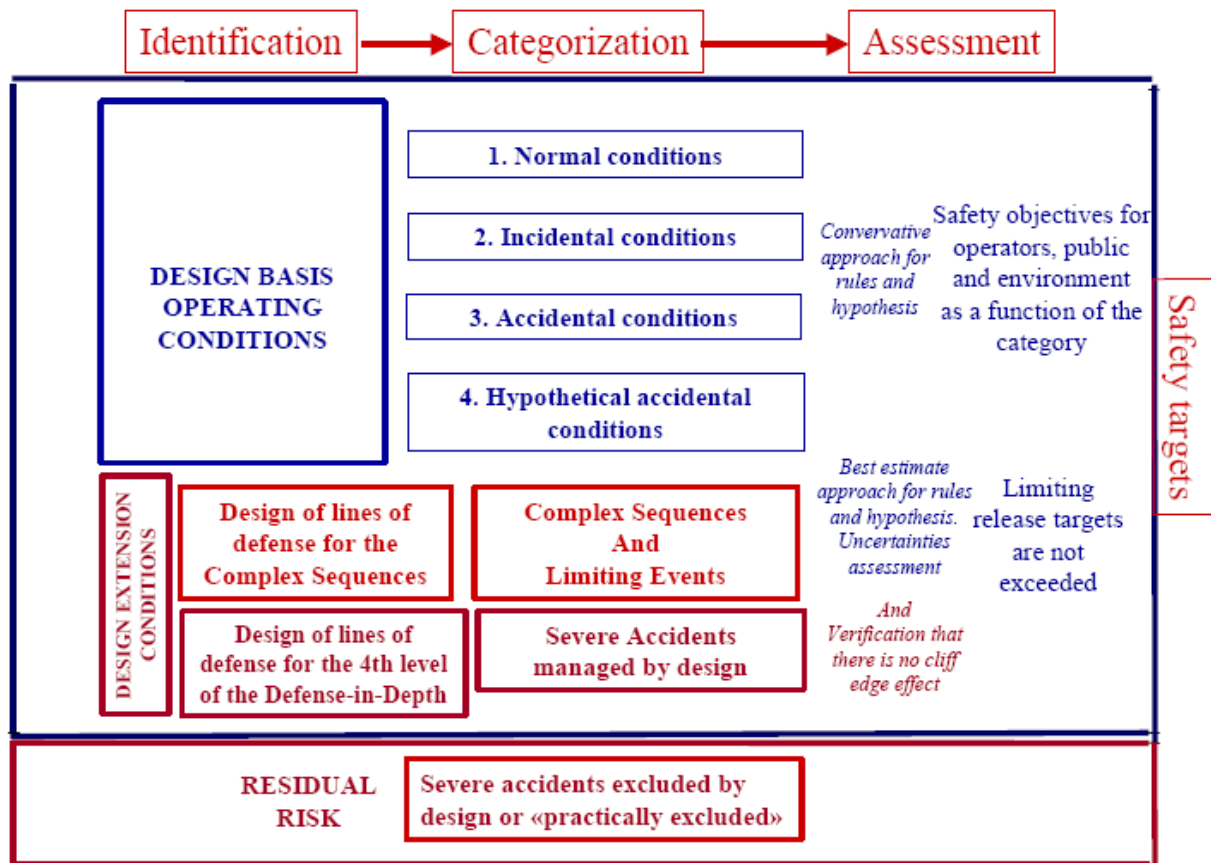 Identification
Categorization
Assessment
DESIGN BASIS
OPERATING
CONDITIONS
1. Normal conditions
2. Incidental conditions
3. Accidental conditions
4. Hypothetical accidental
conditions
Convervative
approach for
rules and
hypothesis
Safety objectives for
operators, public
and environment
as a function of the
category
Safety targets
DESIGN EXTENSION
CONDITIONS
Design of lines of
defense for the
Complex Sequences
Complex Sequences
And
Limiting Events
Best estimate
approach for rules
and hypothesis.
Uncertainties
assessment
Limiting
release targets
are not
exceeded
Design of lines of
defense for the 4th level
of the Defense-in-Depth
Severe Accidents
managed by design
And
Verification that
there is no cliff
edge effect
RESIDUAL
RISK
Severe accidents excluded by
design or «practically excluded»